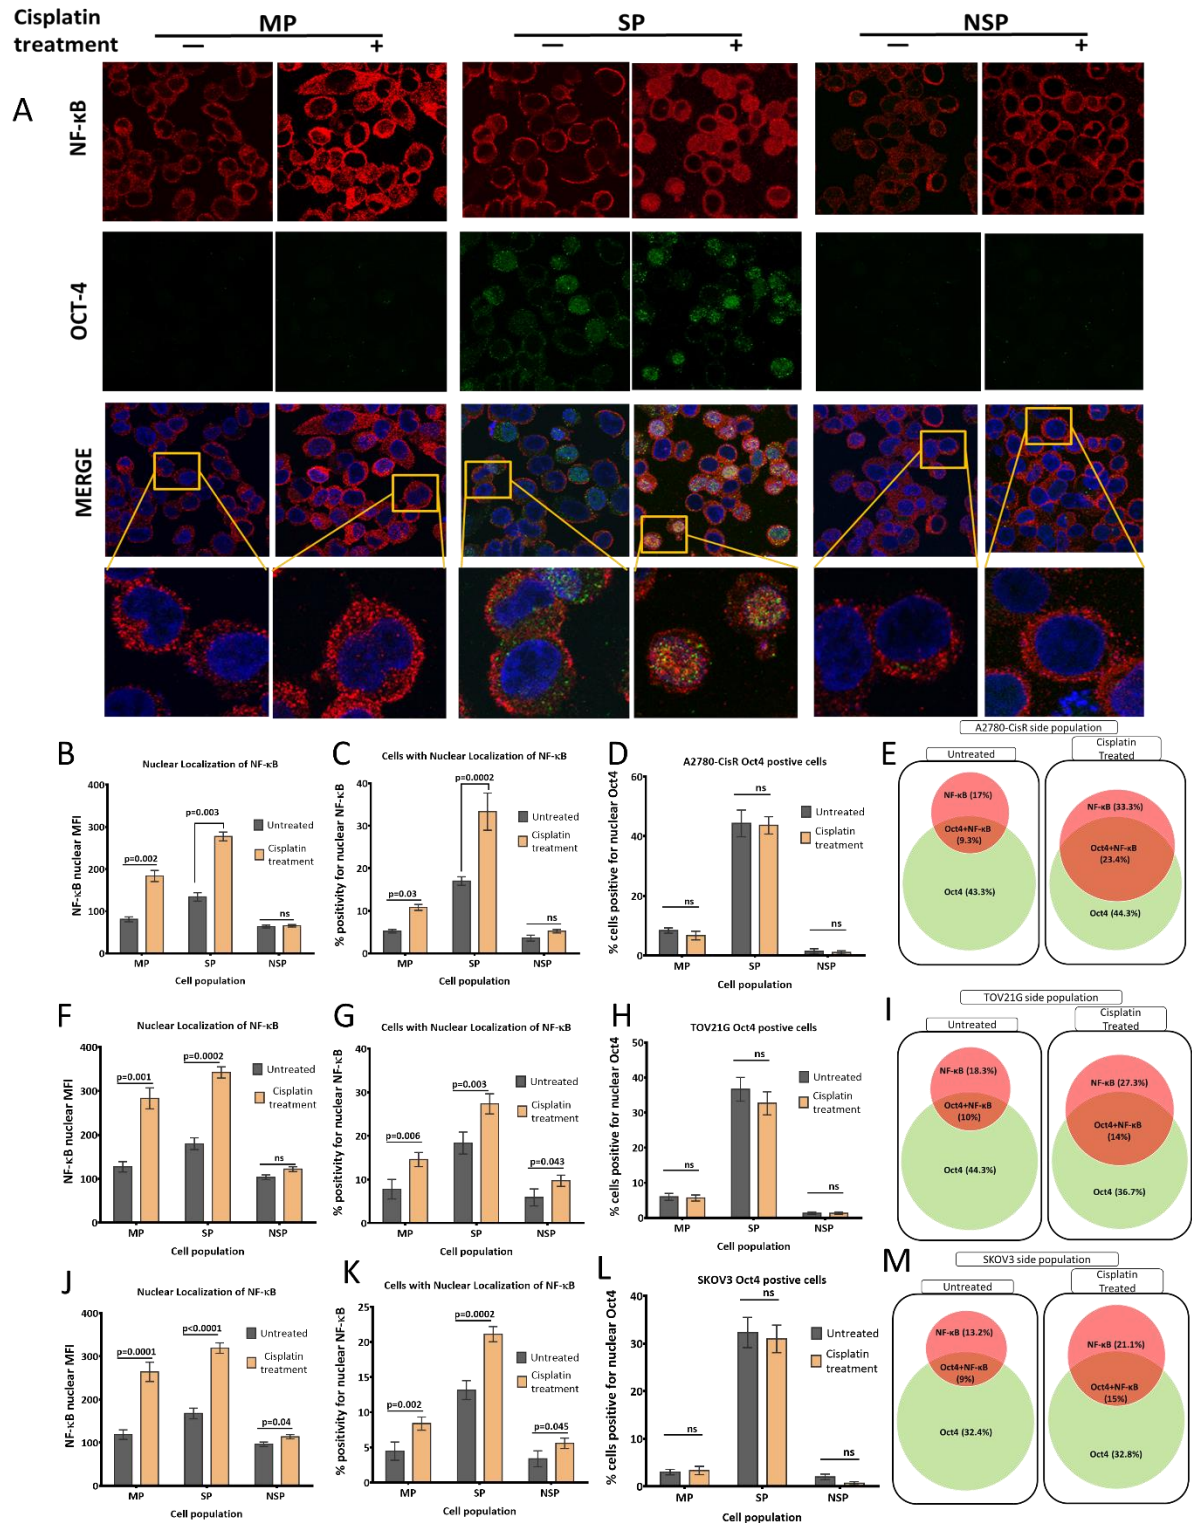 Cisplatin treatment
MP
SP
NSP
—
+
—
+
—
+
A
NF-κB
OCT-4
MERGE
B
Nuclear Localization of NF-κB
NF-κB nuclear MFI
400
300
200
100
0
p=0.002
p=0.003
ns
Untreated
Cisplatin
treatment
MP
SP
NSP
Cell population
C
Cells with Nuclear Localization of NF-κB
% positivity for nuclear NF-κB
40
30
20
10
0
p=0.03
p=0.0002
ns
Untreated
Cisplatin
treatment
MP
SP
NSP
Cell population
D
A2780-CisR Oct4 postive cells
% cells positive for nuclear Oct4
60
40
20
0
ns
ns
ns
Untreated
Cisplatin
treatment
MP
SP
NSP
Cell population
E
A2780-CisR side population
Untreated
NF-κB (17%)
Oct4+NF-κB
(9.3%)
Oct4 (43.3%)
Cisplatin
Treated
NF-κB (33.3%)
Oct4+NF-κB
(23.4%)
Oct4 (44.3%)
F
Nuclear Localization of NF-κB
NF-κB nuclear MFI
400
300
200
100
0
p=0.001
p=0.0002
ns
Untreated
Cisplatin
treatment
MP
SP
NSP
Cell population
G
Cells with Nuclear Localization of NF-κB
% positivity for nuclear NF-κB
40
30
20
10
0
p=0.006
p=0.003
p=0.043
Untreated
Cisplatin
treatment
MP
SP
NSP
Cell population
H
TOV21G Oct4 postive cells
% cells positive for nuclear Oct4
50
40
30
20
10
0
ns
ns
ns
Untreated
Cisplatin
treatment
MP
SP
NSP
Cell population
I
TOV21G side population
Untreated
NF-κB (18.3%)
Oct4+NF-κB
(10%)
Oct4 (44.3%)
Cisplatin
Treated
NF-κB (27.3%)
Oct4+NF-κB
(14%)
Oct4 (36.7%)
J
Nuclear Localization of NF-κB
NF-κB nuclear MFI
400
300
200
100
0
p=0.0001
p<0.0001
p=0.04
Untreated
Cisplatin
treatment
MP
SP
NSP
Cell population
K
Cells with Nuclear Localization of NF-κB
% positivity for nuclear NF-κB
25
20
15
10
5
0
p=0.002
p=0.0002
p=0.045
Untreated
Cisplatin
treatment
MP
SP
NSP
Cell population
L
SKOV3 Oct4 postive cells
% cells positive for nuclear Oct4
40
30
20
10
0
ns
ns
ns
Untreated
Cisplatin
treatment
MP
SP
NSP
Cell population
M
SKOV3 side population
Untreated
NF-κB (13.2%)
Oct4+NF-κB
(9%)
Oct4 (32.4%)
Cisplatin
Treated
NF-κB (21.1%)
Oct4+NF-κB
(15%)
Oct4 (32.8%)